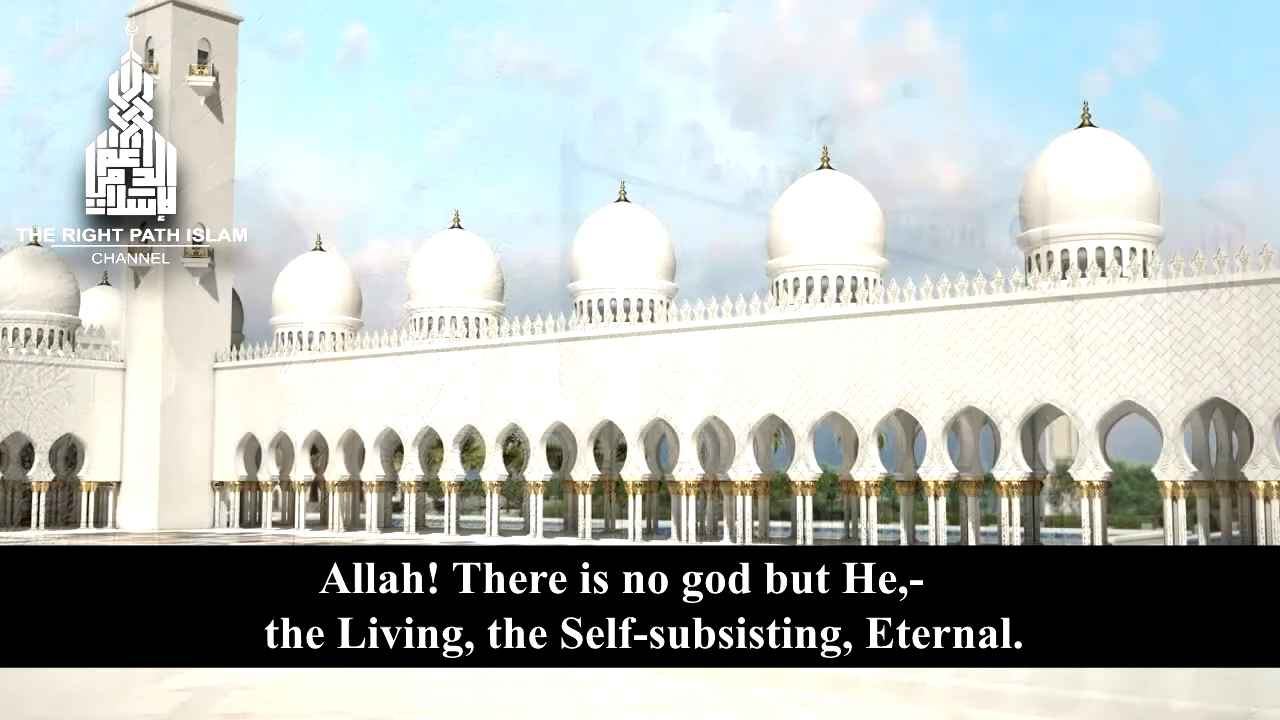 THE RIGHT PATH ISLAM
CHANNEL
Allah! There is no god but He,-
the Living, the Self-subsisting, Eternal.